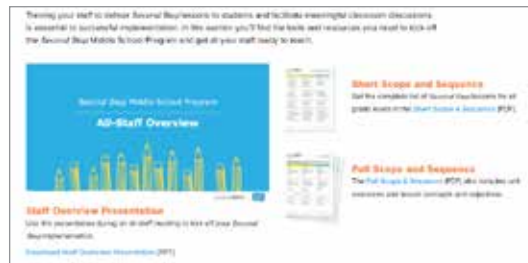 Training your staff to deliver Second Step lessons to students and facilitate meaningful classroom discussions
is essential to successful implementation. In this section you'll find the tools and resources you need to kick off
the Second Step Middle School Program and get all your staff ready to teach.
Second Step Middle School Program
All-Staff Overview
Staff Overview Presentation
Use this presentation during an all-staff meeting to kick off your Second
Step implementation.
Download Staff Overview Presentation (PPT)
Short Scope and Sequence
Get the complete list of Second Step lessons for all
grade levels in the Short Scope & Sequence (PDF).
Full Scope and Sequence
The Full Scope & Sequence (PDF) also includes unit
overviews and lesson concepts and objectives.